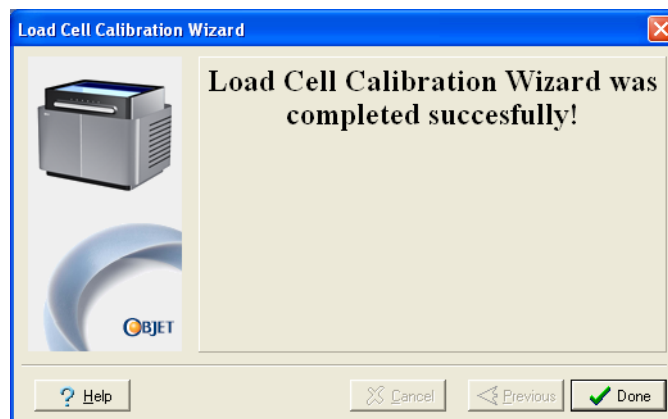 Load Cell Calibration Wizard
Load Cell Calibration Wizard was
completed succesfully!
OBJET
Help
Cancel
Previous
Done